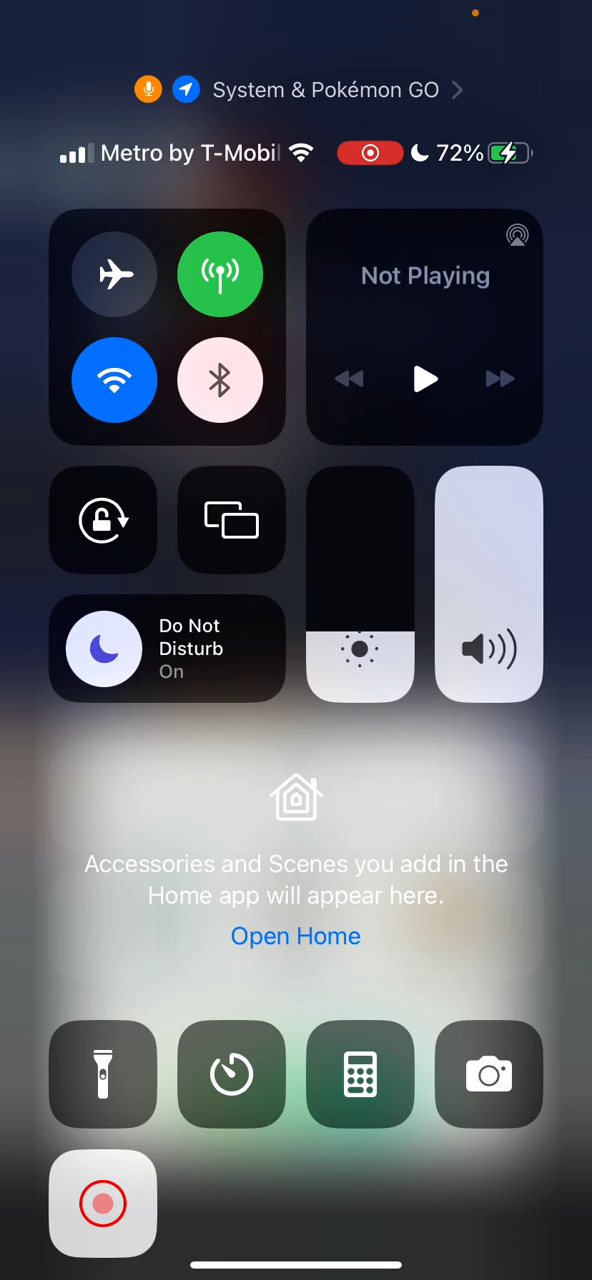 System & Pokémon GO
Metro by T-Mobil
72%
Not Playing
Do Not
Disturb
On
Accessories and Scenes you add in the
Home app will appear here.
Open Home